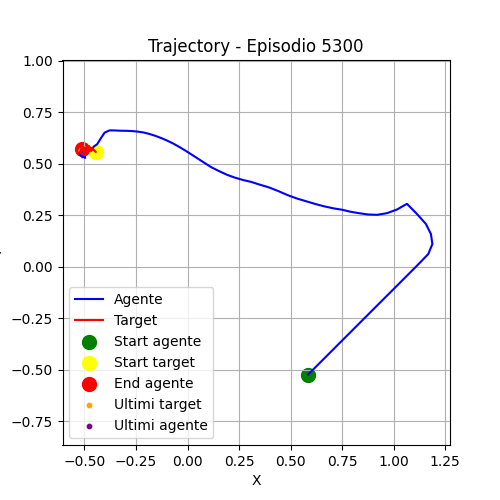 Trajectory - Episodio 5300
1.00
0.75
0.50
0.25
0.00
−0.25
−0.50
−0.75
Agente
Target
Start agente
Start target
End agente
Ultimi target
Ultimi agente
−0.50 −0.25 0.00 0.25 0.50 0.75 1.00 1.25
X